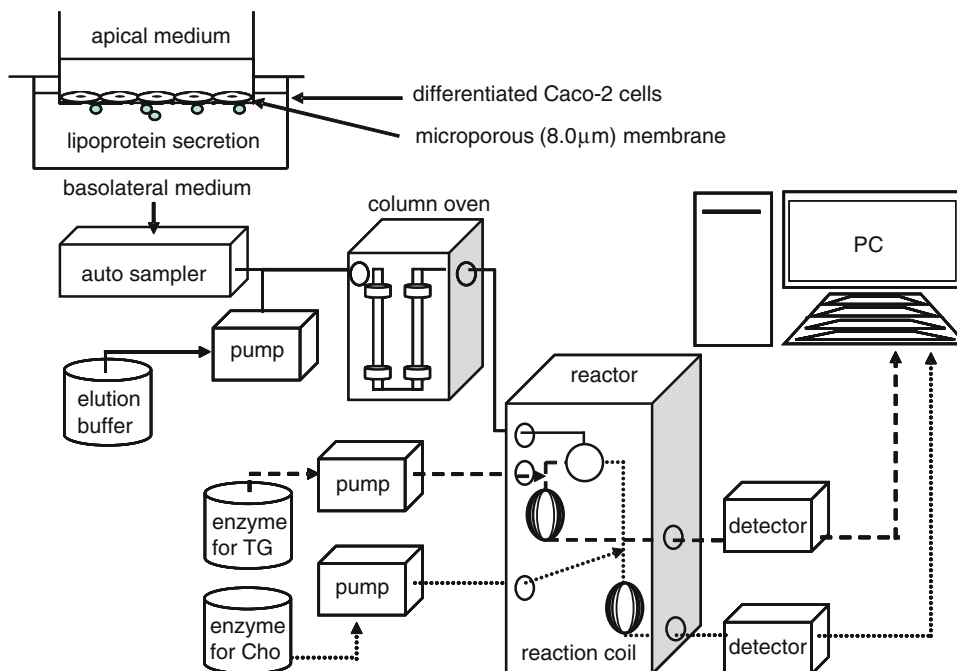 apical medium
differentiated Caco-2 cells
microporous (8.0μm) membrane
lipoprotein secretion
basolateral medium
column oven
auto sampler
PC
pump
elution
buffer
reactor
pump
enzyme
for TG
detector
pump
enzyme
for Cho
reaction coil
detector